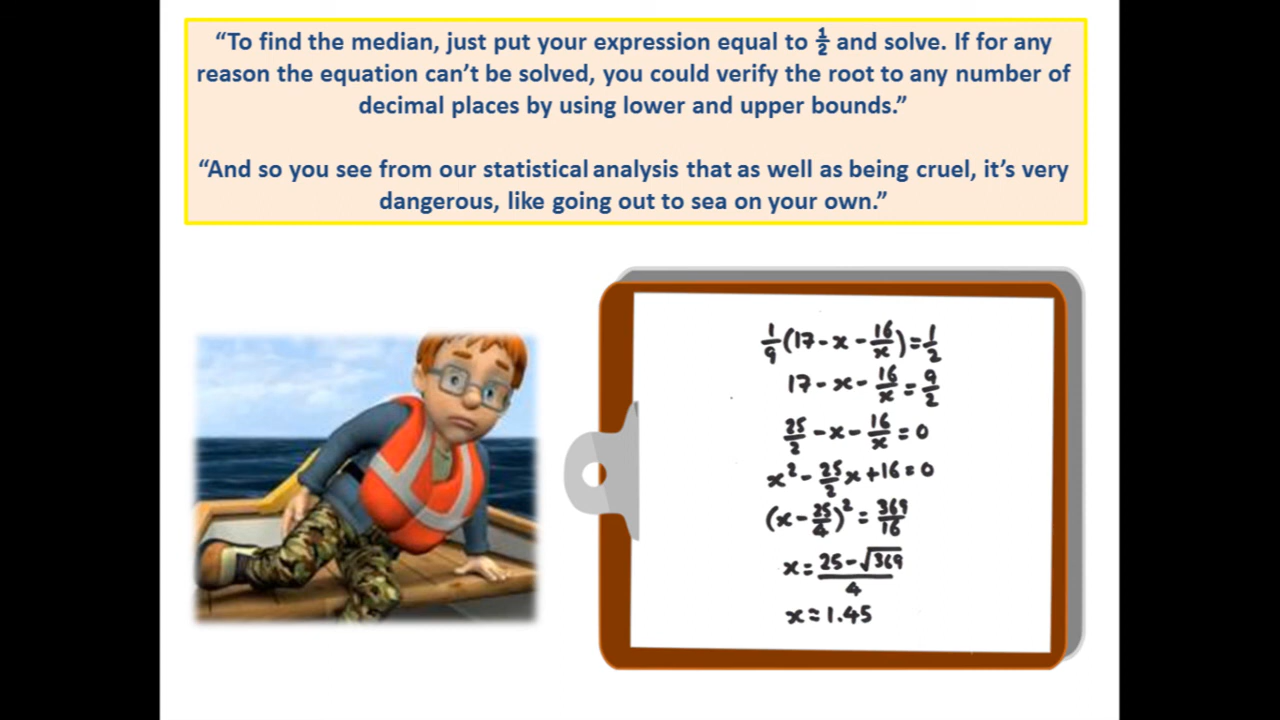 “To find the median, just put your expression equal to ½ and solve. If for any
reason the equation can’t be solved, you could verify the root to any number of
decimal places by using lower and upper bounds.”
“And so you see from our statistical analysis that as well as being cruel, it’s very
dangerous, like going out to sea on your own.”
1/9(17-x-16/x)=1/2
17-x-16/x=9/2
25/2-x-16/x=0
x²-25/2x+16=0
(x-25/4)²=369/16
x=25-√369/4
x=1.45